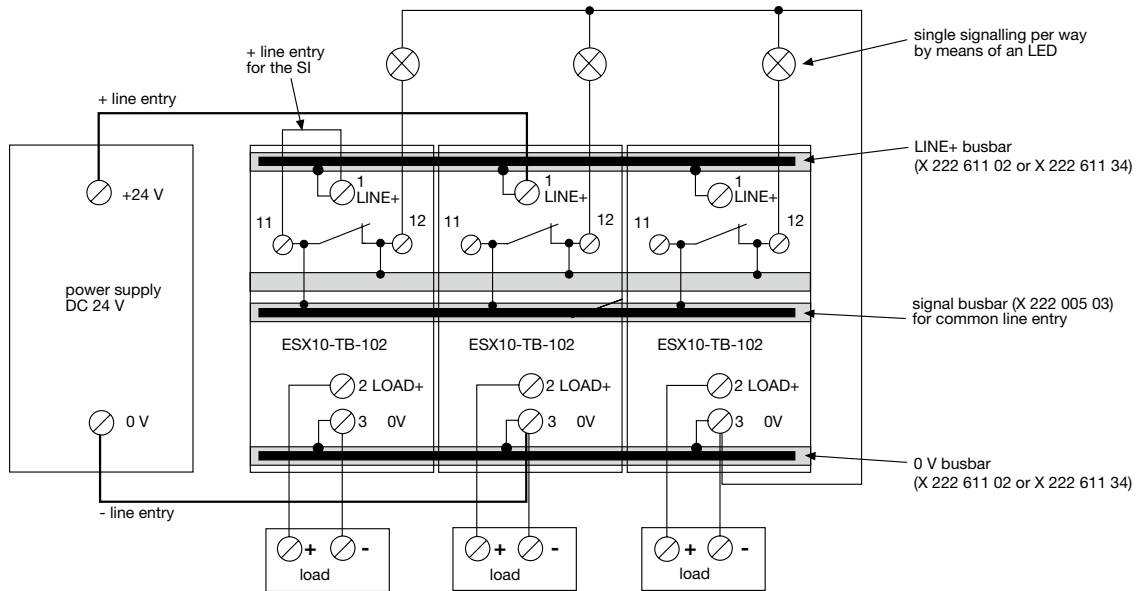 single signalling per way
by means of an LED
+ line entry
for the SI
+ line entry
LINE+ busbar
(X 222 611 02 or X 222 611 34)
+24 V
1
LINE+
1
LINE+
1
LINE+
11
12
11
12
11
12
power supply
DC 24 V
signal busbar (X 222 005 03)
for common line entry
ESX10-TB-102
ESX10-TB-102
ESX10-TB-102
2 LOAD+
2 LOAD+
2 LOAD+
0 V
3 0V
3 0V
3 0V
0 V busbar
(X 222 611 02 or X 222 611 34)
- line entry
+ -
+ -
+ -
load
load
load